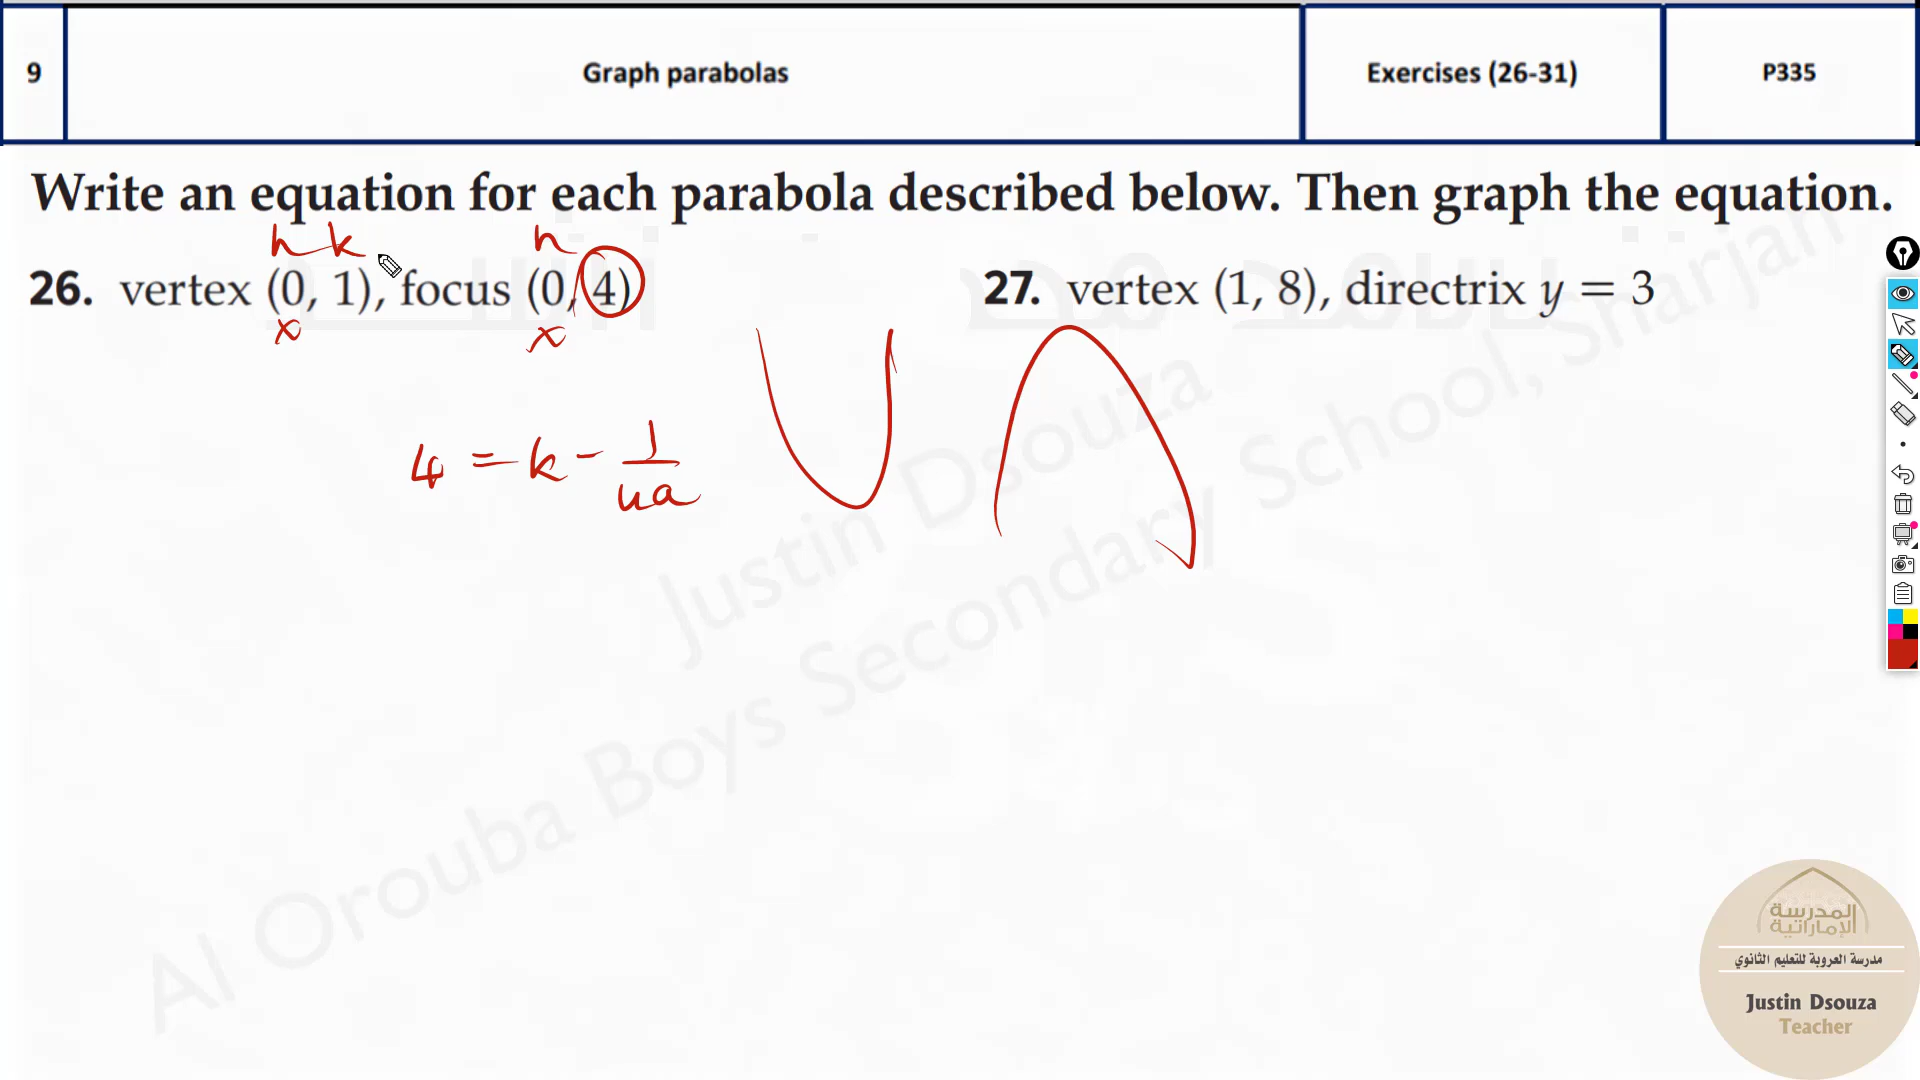 9 Graph parabolas Exercises (26-31) P335
Write an equation for each parabola described below. Then graph the equation.
h k h
26. vertex (0, 1), focus (0, 4)
27. vertex (1, 8), directrix y = 3
x x
4 = k - 1/4a
Justin Dsouza
Al Orouba Boys Secondary School, Sharjah
المدرسة
الإماراتية
مدرسة العروبة للتعليم الثانوي
Justin Dsouza
Teacher